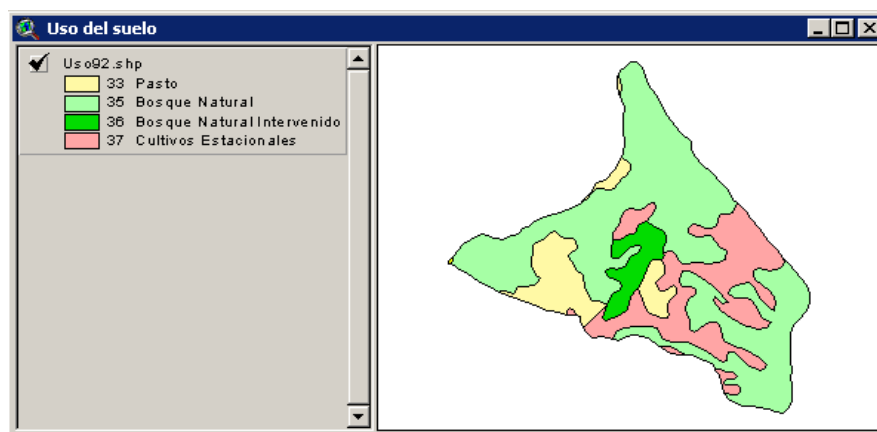 Uso del suelo
Uso92.shp
33 Pasto
35 Bosque Natural
36 Bosque Natural Intervenido
37 Cultivos Estacionales